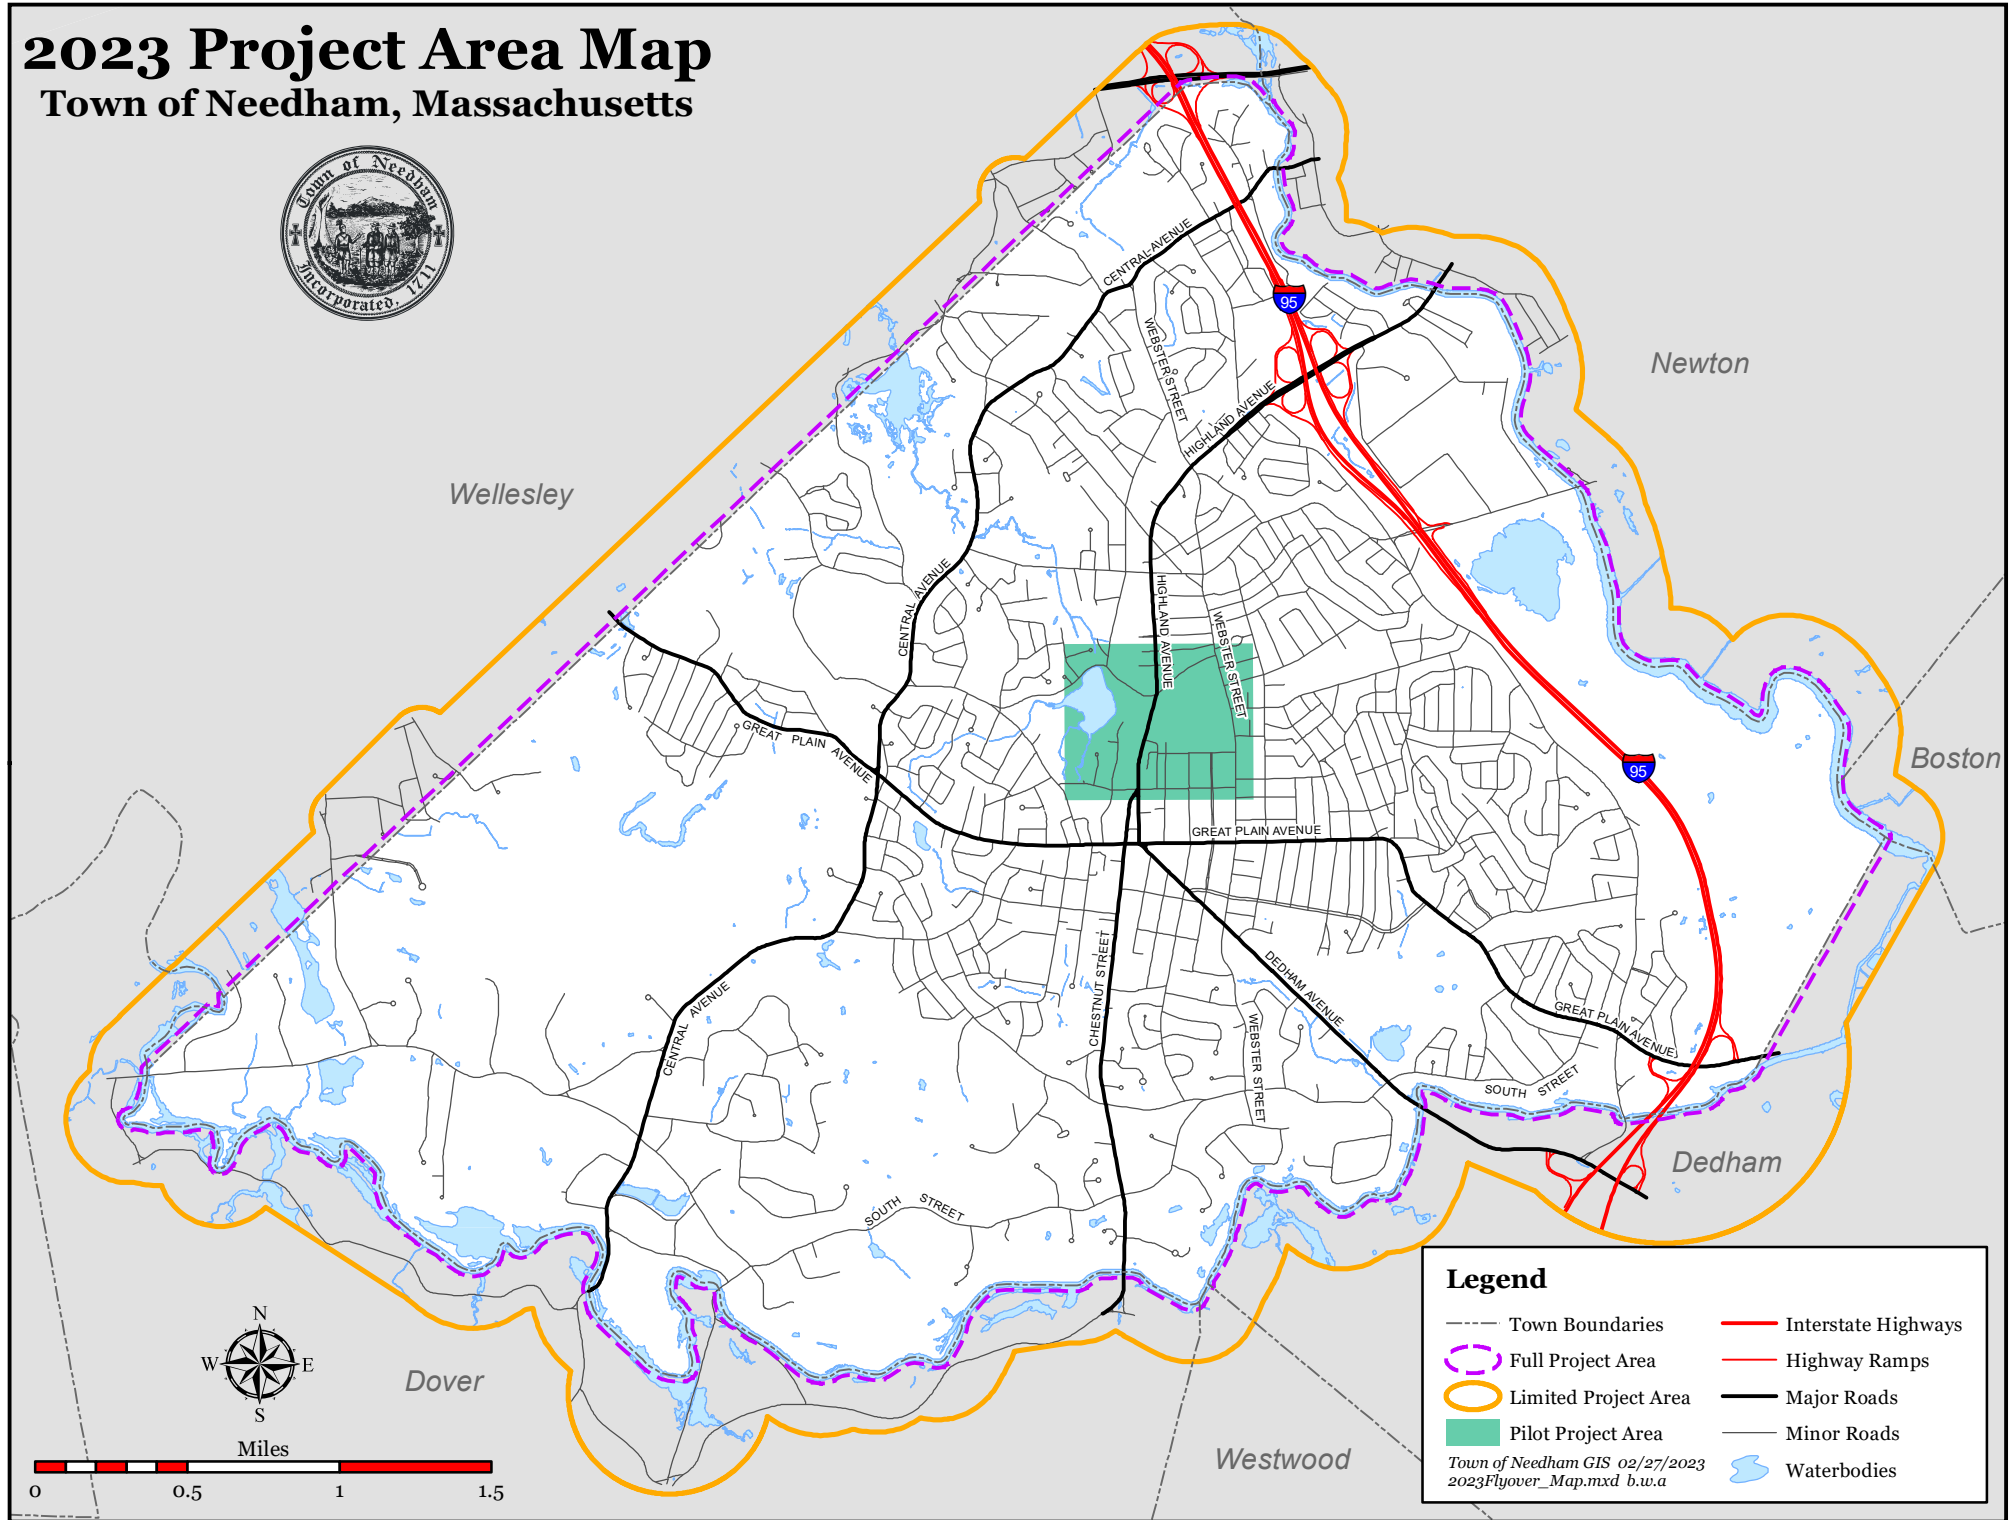 2023 Project Area Map
Town of Needham, Massachusetts
Town of Needham
Incorporated, 1711
CENTRAL AVENUE
WEBSTER STREET
95
HIGHLAND AVENUE
Newton
Wellesley
CENTRAL AVENUE
HIGHLAND AVENUE
WEBSTER STREET
GREAT PLAIN AVENUE
95
Boston
GREAT PLAIN AVENUE
CHESTNUT STREET
DEDHAM AVENUE
CENTRAL AVENUE
WEBSTER STREET
GREAT PLAIN AVENUE
SOUTH STREET
Dedham
SOUTH STREET
Dover
Westwood
N
W E
S
Miles
0 0.5 1 1.5
Legend
Town Boundaries
Full Project Area
Limited Project Area
Pilot Project Area
Interstate Highways
Highway Ramps
Major Roads
Minor Roads
Waterbodies
Town of Needham GIS 02/27/2023
2023Flyover_Map.mxd b.w.a